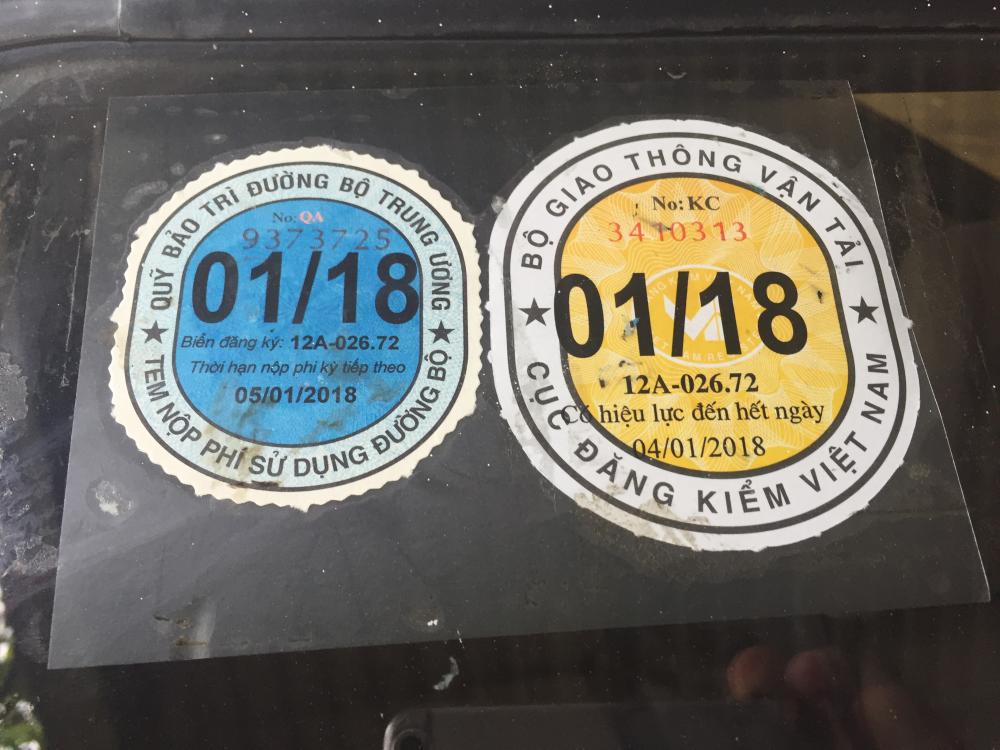 QUỸ BẢO TRÌ ĐƯỜNG BỘ TRUNG ƯƠNG
No: QA
9373725
01/18
Biển đăng ký: 12A-026.72
Thời hạn nộp phí kỳ tiếp theo
05/01/2018
★ TEM NỘP PHÍ SỬ DỤNG ĐƯỜNG BỘ ★
BỘ GIAO THÔNG VẬN TẢI
No: KC
3410313
01/18
12A-026.72
Có hiệu lực đến hết ngày
04/01/2018
★ CỤC ĐĂNG KIỂM VIỆT NAM ★